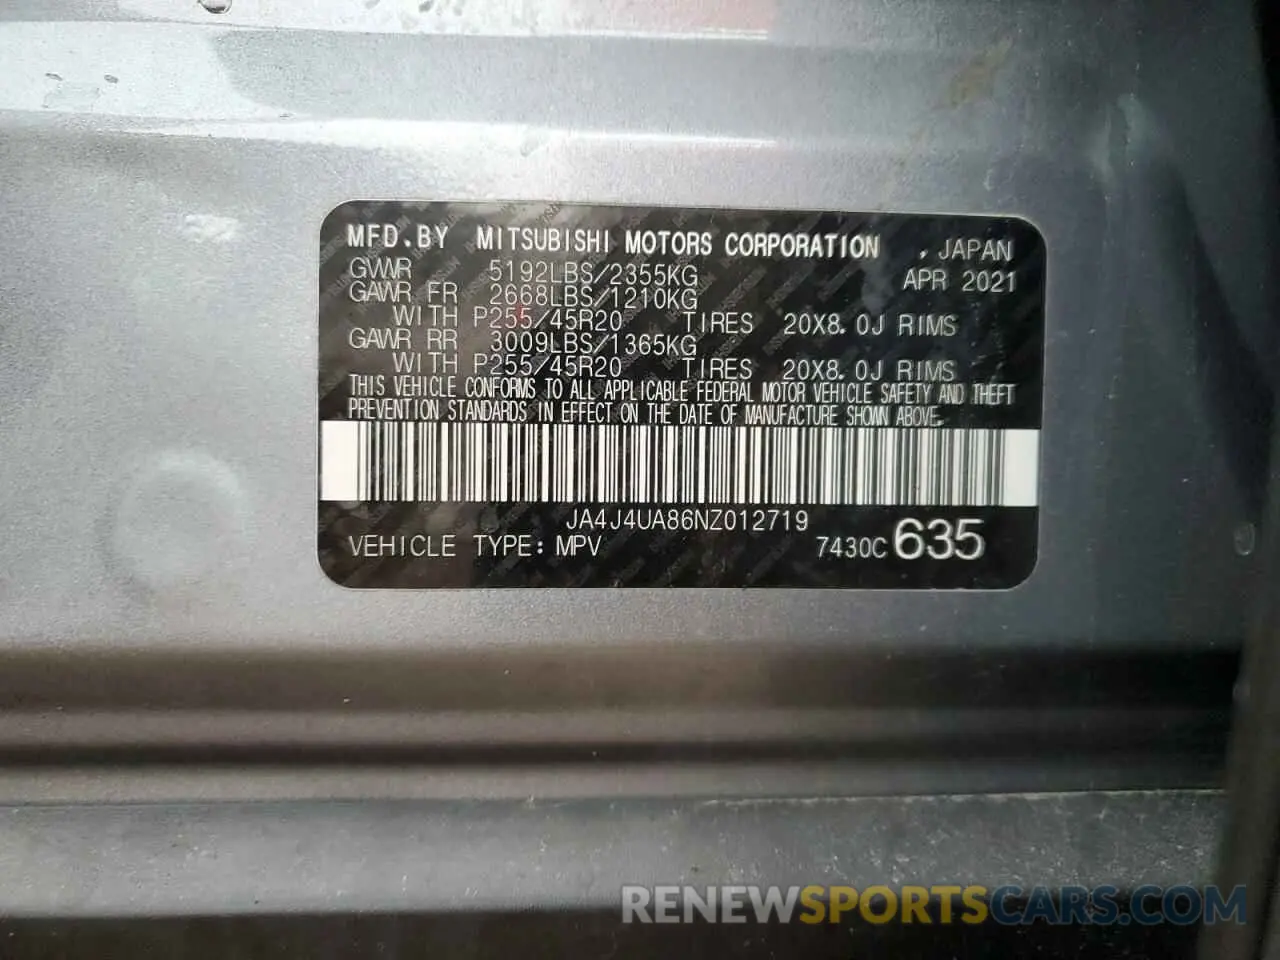 MFD.BY MITSUBISHI MOTORS CORPORATION , JAPAN
GVWR 5192LBS/2355KG APR 2021
GAWR FR 2668LBS/1210KG
WITH P255/45R20 TIRES 20X8.0J RIMS
GAWR RR 3009LBS/1365KG
WITH P255/45R20 TIRES 20X8.0J RIMS
THIS VEHICLE CONFORMS TO ALL APPLICABLE FEDERAL MOTOR VEHICLE SAFETY AND THEFT
PREVENTION STANDARDS IN EFFECT ON THE DATE OF MANUFACTURE SHOWN ABOVE.
JA4J4UA86NZ012719
VEHICLE TYPE: MPV 7430C 635
RENEWSPORTSCARS.COM